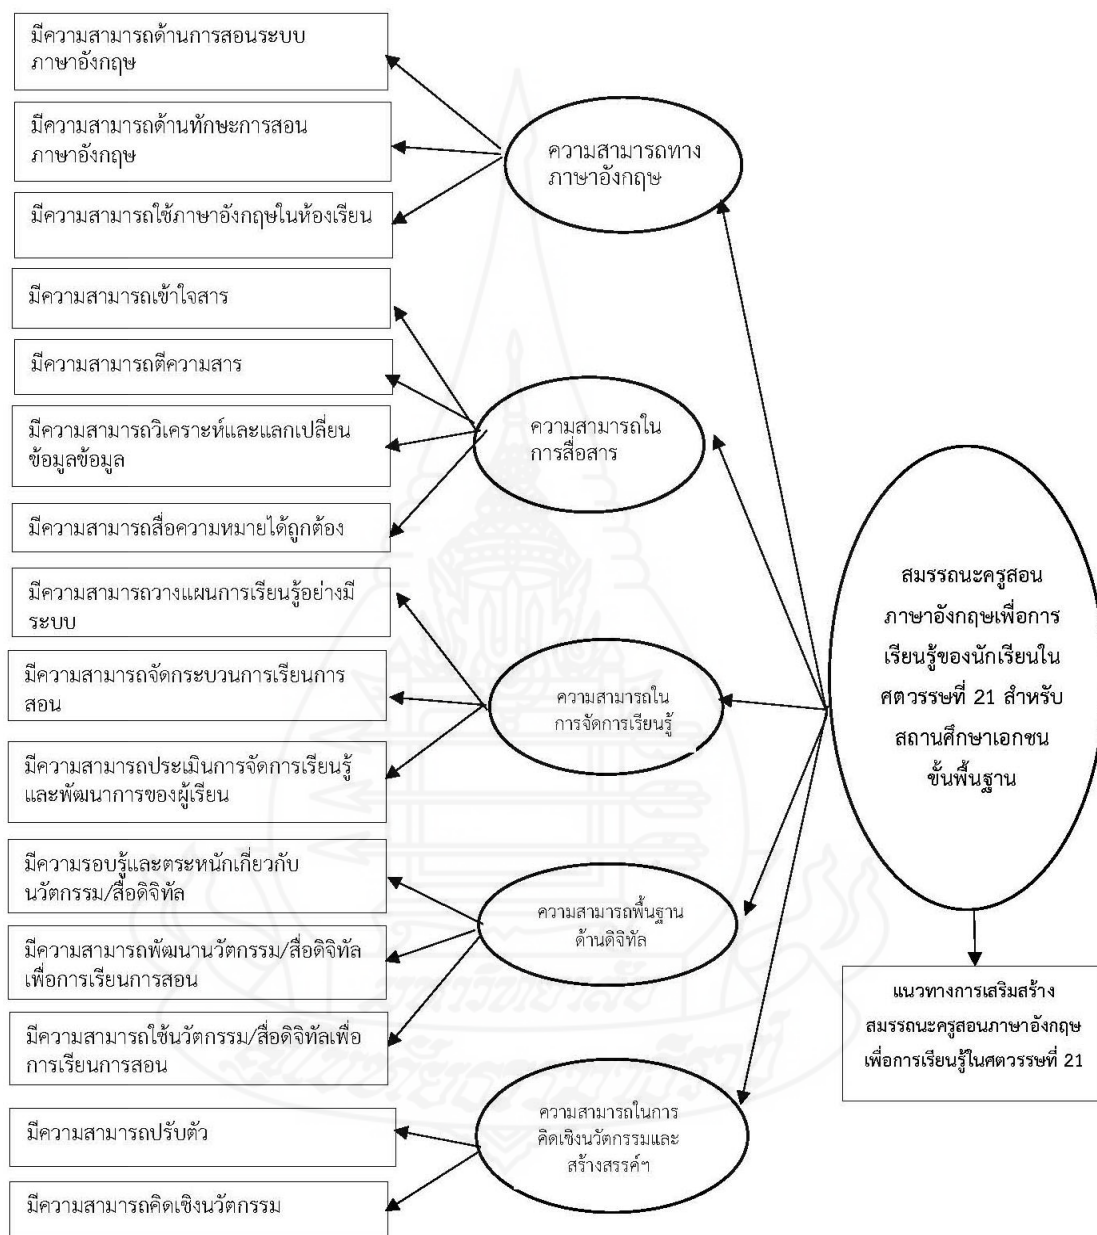 มีความสามารถด้านการสอนระบบ
ภาษาอังกฤษ
มีความสามารถด้านทักษะการสอน
ภาษาอังกฤษ
มีความสามารถใช้ภาษาอังกฤษในห้องเรียน
ความสามารถทาง
ภาษาอังกฤษ
มีความสามารถเข้าใจสาร
มีความสามารถตีความสาร
มีความสามารถวิเคราะห์และแลกเปลี่ยน
ข้อมูลข้อมูล
มีความสามารถสื่อความหมายได้ถูกต้อง
ความสามารถใน
การสื่อสาร
มีความสามารถวางแผนการเรียนรู้อย่างมี
ระบบ
มีความสามารถจัดกระบวนการเรียนการ
สอน
มีความสามารถประเมินการจัดการเรียนรู้
และพัฒนาการของผู้เรียน
ความสามารถใน
การจัดการเรียนรู้
มีความรอบรู้และตระหนักเกี่ยวกับ
นวัตกรรม/สื่อดิจิทัล
มีความสามารถพัฒนานวัตกรรม/สื่อดิจิทัล
เพื่อการเรียนการสอน
มีความสามารถใช้นวัตกรรม/สื่อดิจิทัลเพื่อ
การเรียนการสอน
ความสามารถพื้นฐาน
ด้านดิจิทัล
มีความสามารถปรับตัว
มีความสามารถคิดเชิงนวัตกรรม
ความสามารถในการ
คิดเชิงนวัตกรรมและ
สร้างสรรค์ฯ
สมรรถนะครูสอน
ภาษาอังกฤษเพื่อการ
เรียนรู้ของนักเรียนใน
ศตวรรษที่ 21 สำหรับ
สถานศึกษาเอกชน
ขั้นพื้นฐาน
แนวทางการเสริมสร้าง
สมรรถนะครูสอนภาษาอังกฤษ
เพื่อการเรียนรู้ในศตวรรษที่ 21